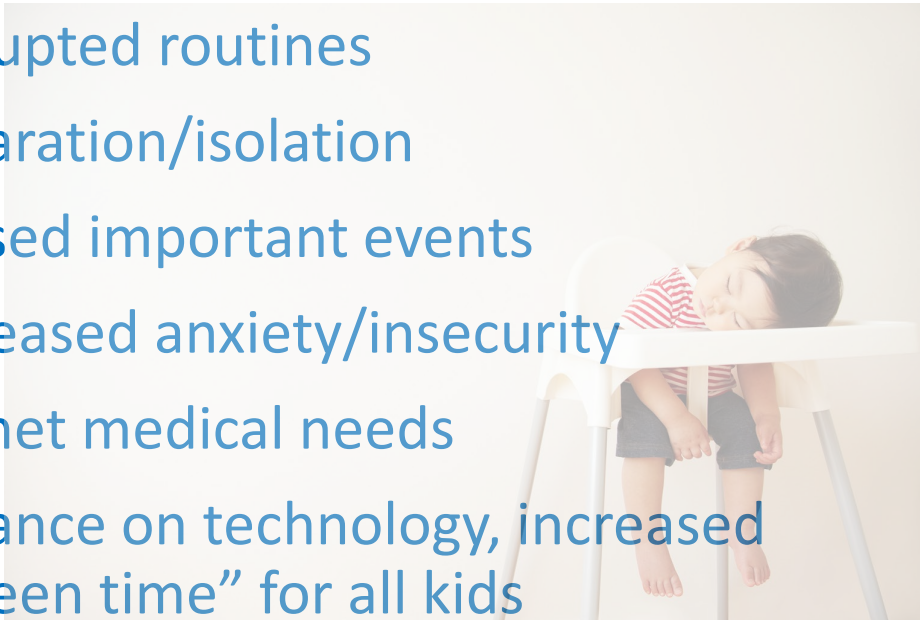 upted routines
aration/isolation
sed important events
eased anxiety/insecurity
net medical needs
ance on technology, increased
een time” for all kids